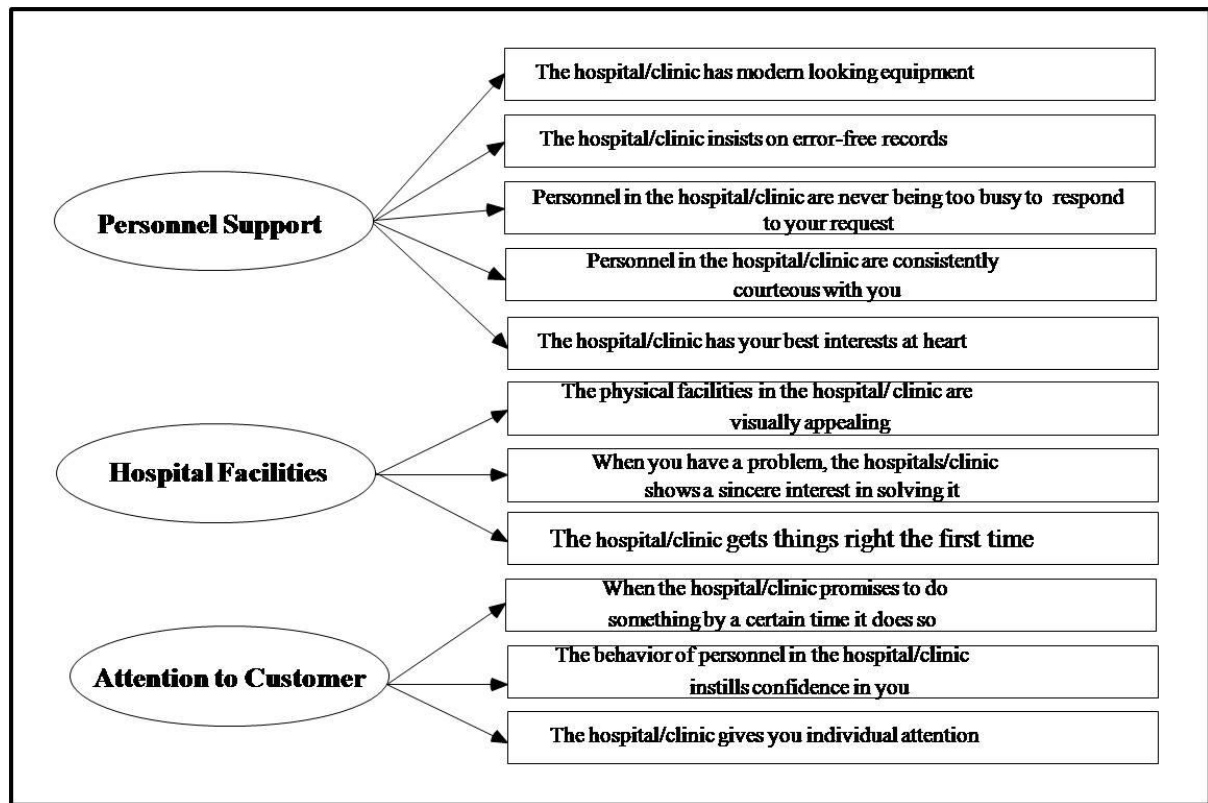 The hospital/clinic has modern looking equipment
The hospital/clinic insists on error-free records
Personnel in the hospital/clinic are never being too busy to respond
to your request
Personnel Support
Personnel in the hospital/clinic are consistently
courteous with you
The hospital/clinic has your best interests at heart
The physical facilities in the hospital/ clinic are
visually appealing
Hospital Facilities
When you have a problem, the hospitals/clinic
shows a sincere interest in solving it
The hospital/clinic gets things right the first time
When the hospital/clinic promises to do
something by a certain time it does so
Attention to Customer
The behavior of personnel in the hospital/clinic
instills confidence in you
The hospital/clinic gives you individual attention